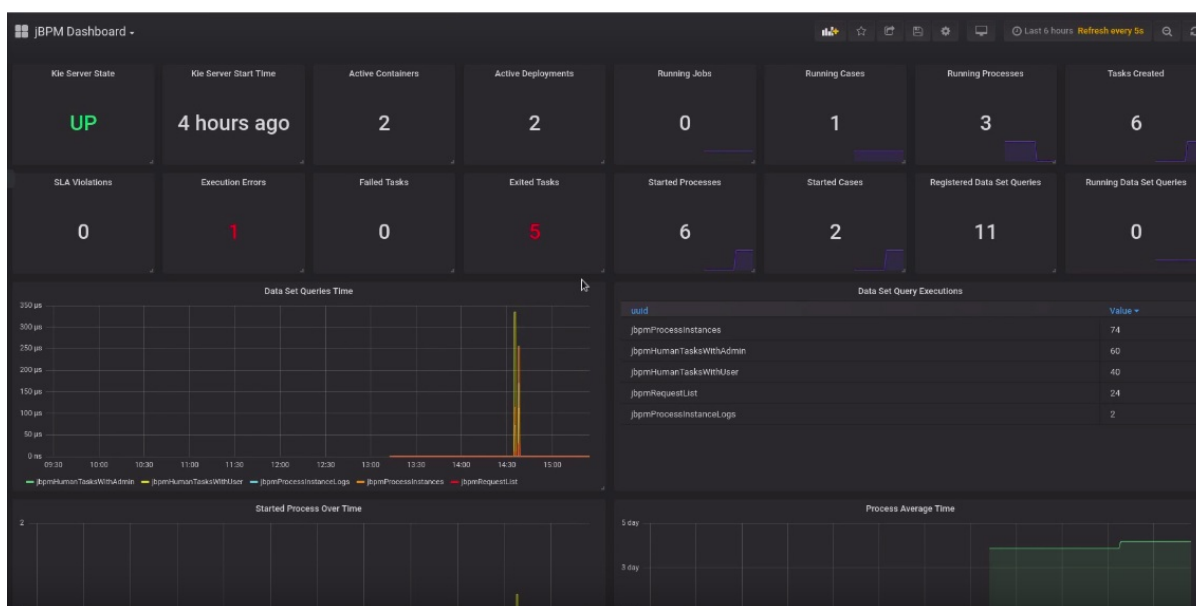 jBPM Dashboard
Last 6 hours Refresh every 5s
Kie Server State
UP
Kie Server Start Time
4 hours ago
Active Containers
2
Active Deployments
2
Running Jobs
0
Running Cases
1
Running Processes
3
Tasks Created
6
SLA Violations
0
Execution Errors
1
Failed Tasks
0
Exited Tasks
5
Started Processes
6
Started Cases
2
Registered Data Set Queries
11
Running Data Set Queries
0
Data Set Queries Time
350 µs
300 µs
250 µs
200 µs
150 µs
100 µs
50 µs
0 ns
09:30 10:00 10:30 11:00 11:30 12:00 12:30 13:00 13:30 14:00 14:30 15:00
jbpmHumanTasksWithAdmin jbpmHumanTasksWithUser jbpmProcessInstanceLogs jbpmProcessInstances jbpmRequestList
Data Set Query Executions
uuid Value
jbpmProcessInstances 74
jbpmHumanTasksWithAdmin 60
jbpmHumanTasksWithUser 40
jbpmRequestList 24
jbpmProcessInstanceLogs 2
Started Process Over Time
2
Process Average Time
5 day
3 day